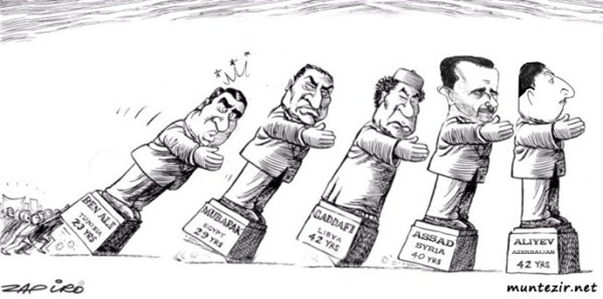 BEN ALI
TUNISIA
23 YRS
MUBARAK
EGYPT
29 YRS
GADDAFI
LIBYA
42 YRS
ASSAD
SYRIA
40 YRS
ALIYEV
AZERBAIJAN
42 YRS
ZAPIRO
muntezir.net